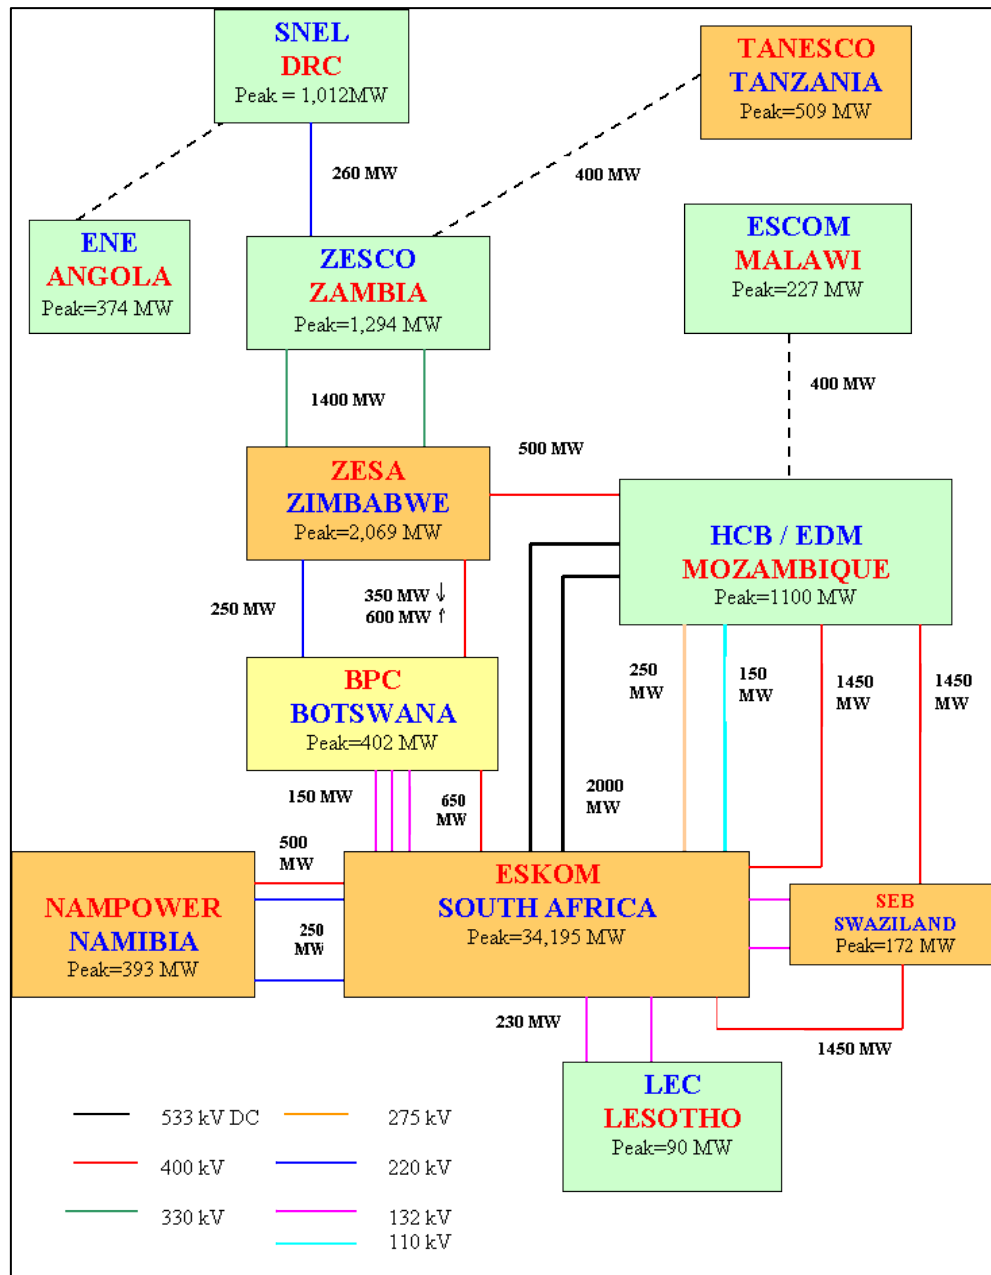 SNEL
DRC
Peak = 1,012MW
TANESCO
TANZANIA
Peak=509 MW
260 MW
400 MW
ENE
ANGOLA
Peak=374 MW
ZESCO
ZAMBIA
Peak=1,294 MW
ESCOM
MALAWI
Peak=227 MW
1400 MW
400 MW
500 MW
ZESA
ZIMBABWE
Peak=2,069 MW
HCB / EDM
MOZAMBIQUE
Peak=1100 MW
250 MW
350 MW ↓
600 MW ↑
BPC
BOTSWANA
Peak=402 MW
250
MW
150
MW
1450
MW
1450
MW
150 MW
650
MW
2000
MW
500
MW
NAMPOWER
NAMIBIA
Peak=393 MW
250
MW
ESKOM
SOUTH AFRICA
Peak=34,195 MW
SEB
SWAZILAND
Peak=172 MW
230 MW
1450 MW
LEC
LESOTHO
Peak=90 MW
533 kV DC
275 kV
400 kV
220 kV
330 kV
132 kV
110 kV